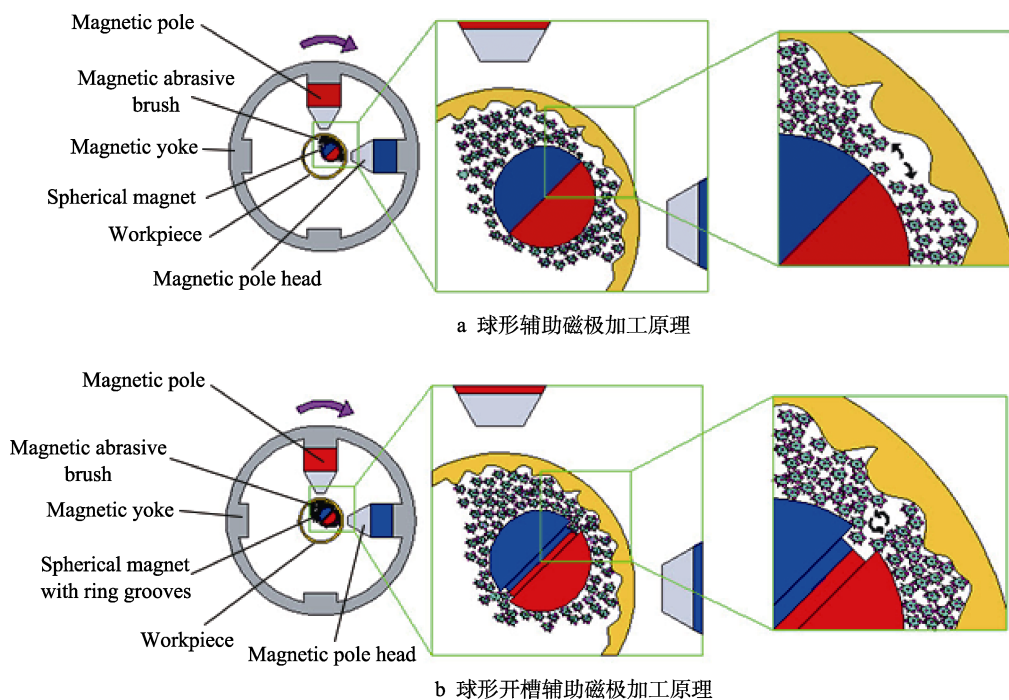 Magnetic pole
Magnetic abrasive
brush
Magnetic yoke
Spherical magnet
Workpiece
Magnetic pole head
a 球形辅助磁极加工原理
Magnetic pole
Magnetic abrasive
brush
Magnetic yoke
Spherical magnet
with ring grooves
Workpiece
Magnetic pole head
b 球形开槽辅助磁极加工原理